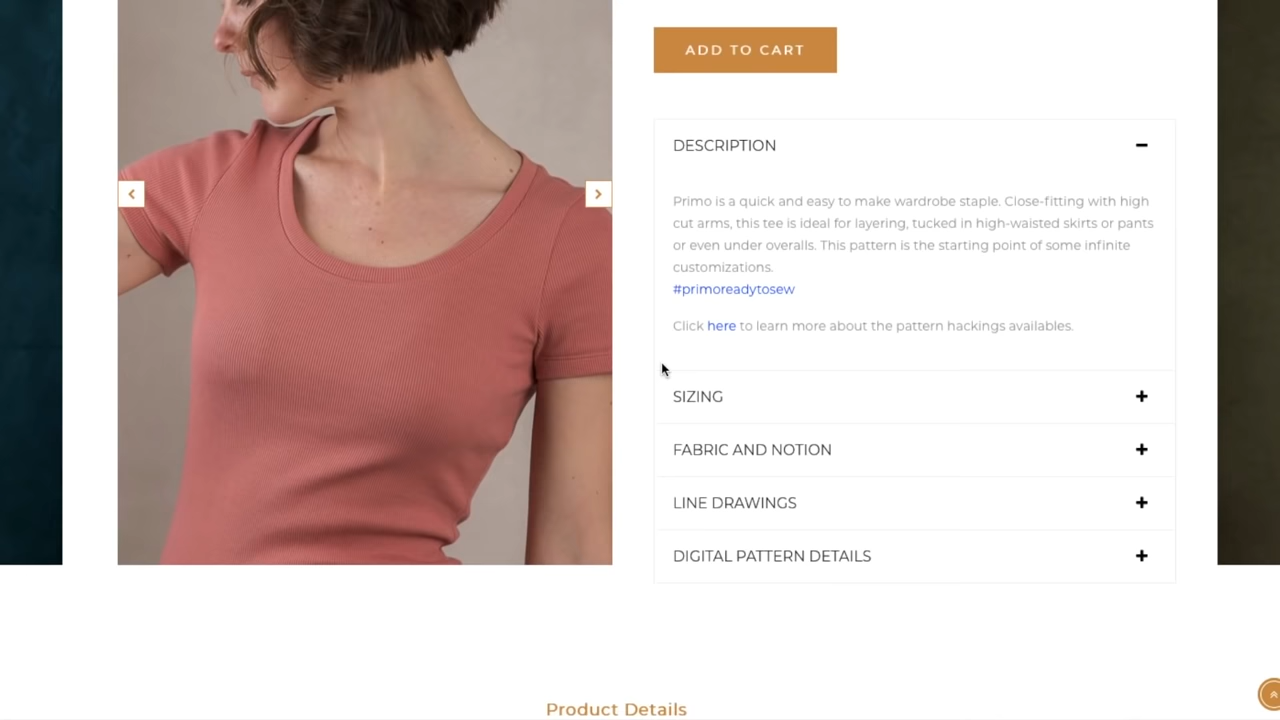 ADD TO CART
DESCRIPTION
Primo is a quick and easy to make wardrobe staple. Close-fitting with high
cut arms, this tee is ideal for layering, tucked in high-waisted skirts or pants
or even under overalls. This pattern is the starting point of some infinite
customizations.
#primoreadytosew
Click here to learn more about the pattern hackings availables.
SIZING
FABRIC AND NOTION
LINE DRAWINGS
DIGITAL PATTERN DETAILS
Product Details